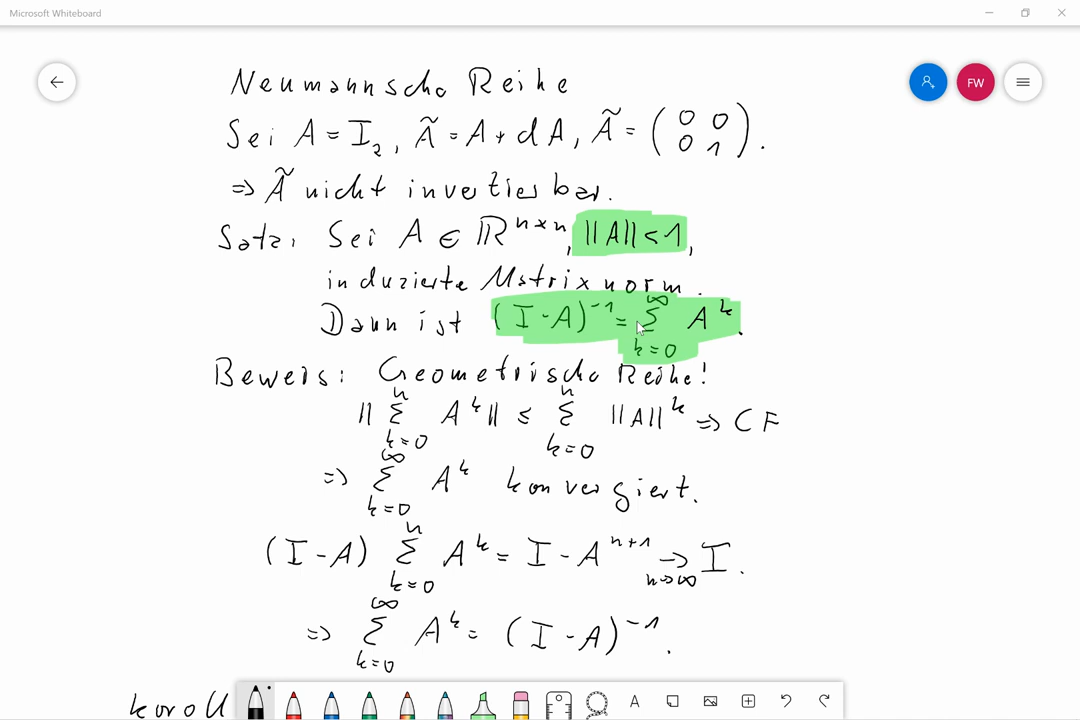 Microsoft Whiteboard
FW
Neumannsche Reihe
Sei A = I₂, Ã = A + dA, Ã = (0 0
0 1).
=> Ã nicht invertierbar.
Satz: Sei A ∈ ℝⁿˣⁿ, ||A|| < 1,
induzierte Matrixnorm.
Dann ist (I - A)⁻¹ = ∑_{k=0}^{∞} Aᵏ.
Beweis: Geometrische Reihe!
||∑_{k=0}^{n} Aᵏ|| ≤ ∑_{k=0}^{n} ||A||ᵏ => CF
=> ∑_{k=0}^{∞} Aᵏ konvergiert.
(I - A) ∑_{k=0}^{n} Aᵏ = I - Aⁿ⁺¹ →_{n→∞} I.
=> ∑_{k=0}^{∞} Aᵏ = (I - A)⁻¹.
Koroll
A